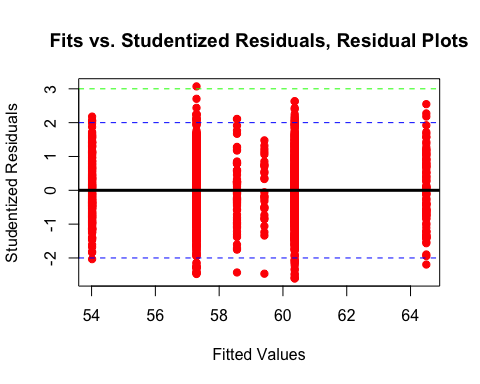 Fits vs. Studentized Residuals, Residual Plots
Studentized Residuals
3
2
1
0
-1
-2
54 56 58 60 62 64
Fitted Values